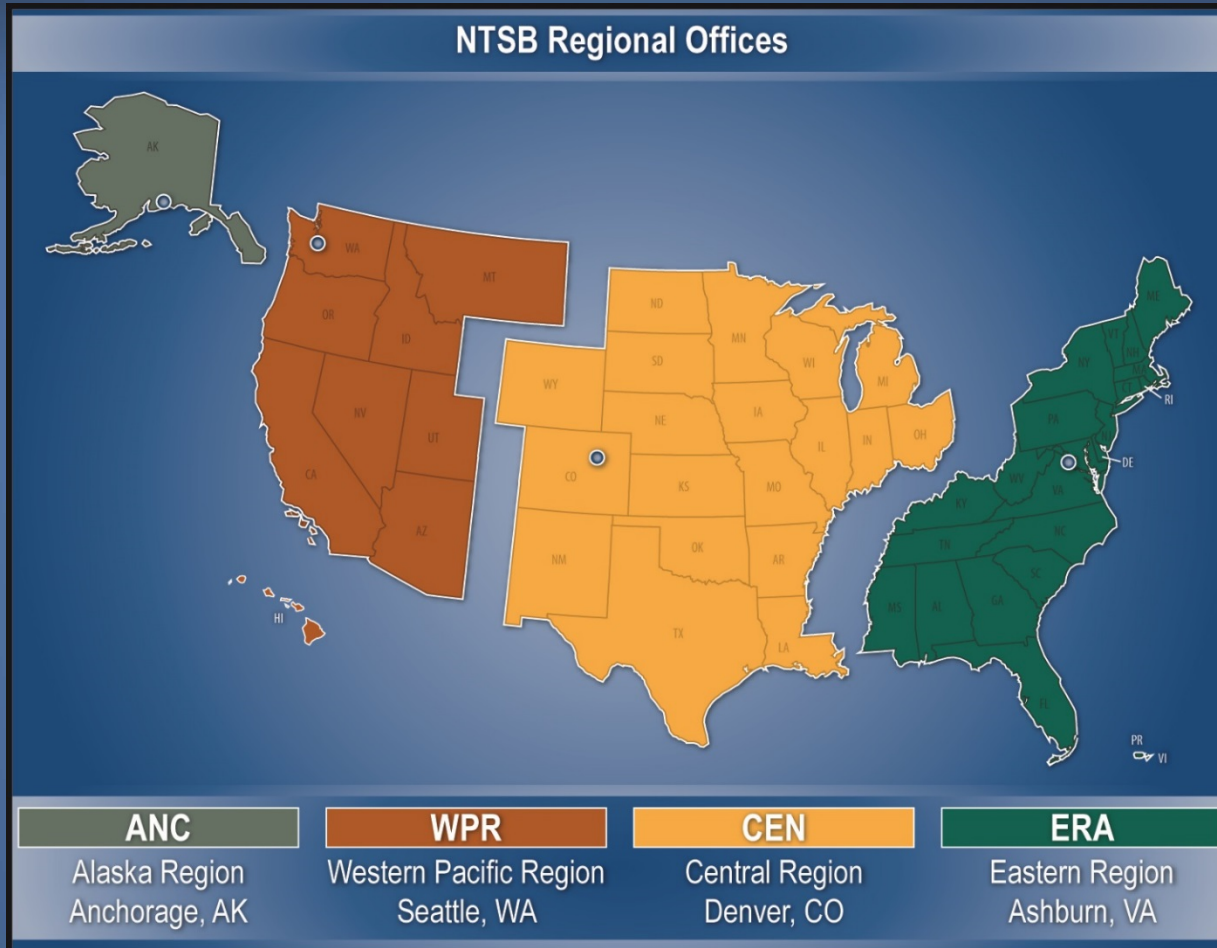 NTSB Regional Offices
AK
WA
MT
OR
ID
NV
UT
CA
AZ
HI
ND
MN
SD
WI
MI
WY
NE
IA
IL
IN
OH
CO
KS
MO
NM
OK
AR
TX
LA
ME
VT
NH
NY
MA
CT
RI
PA
NJ
DE
WV
VA
KY
NC
TN
SC
MS
AL
GA
FL
PR
VI
ANC
Alaska Region
Anchorage, AK
WPR
Western Pacific Region
Seattle, WA
CEN
Central Region
Denver, CO
ERA
Eastern Region
Ashburn, VA